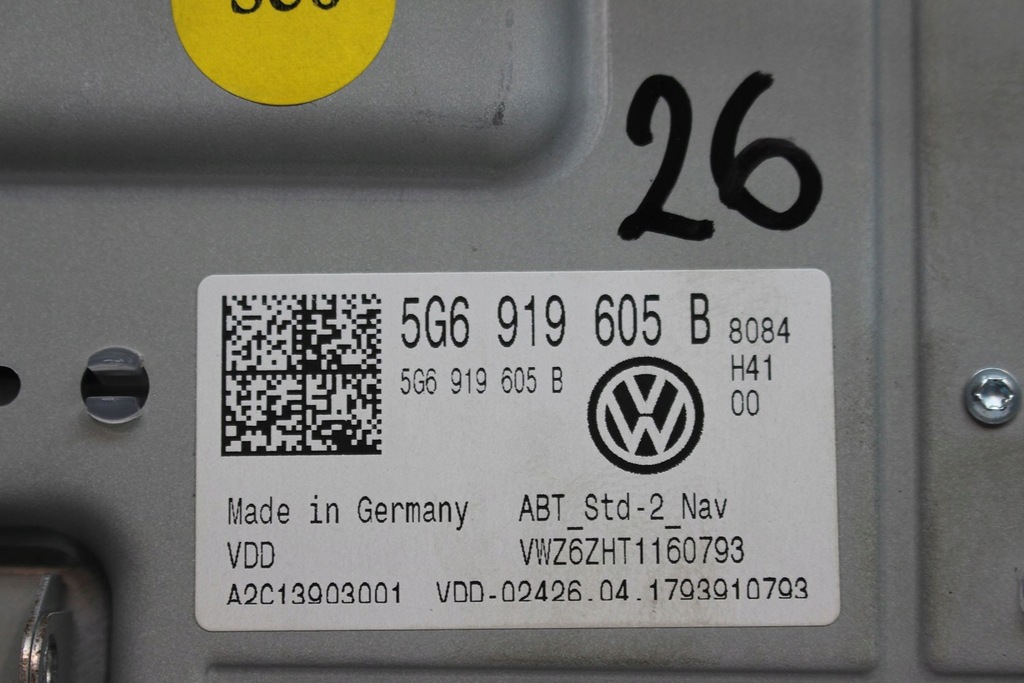 26
5G6 919 605 B 8084
5G6 919 605 B H41
00
Made in Germany ABT_Std-2_Nav
VDD VWZ6ZHT1160793
A2C13903001 VDD-02426.04.1793910793